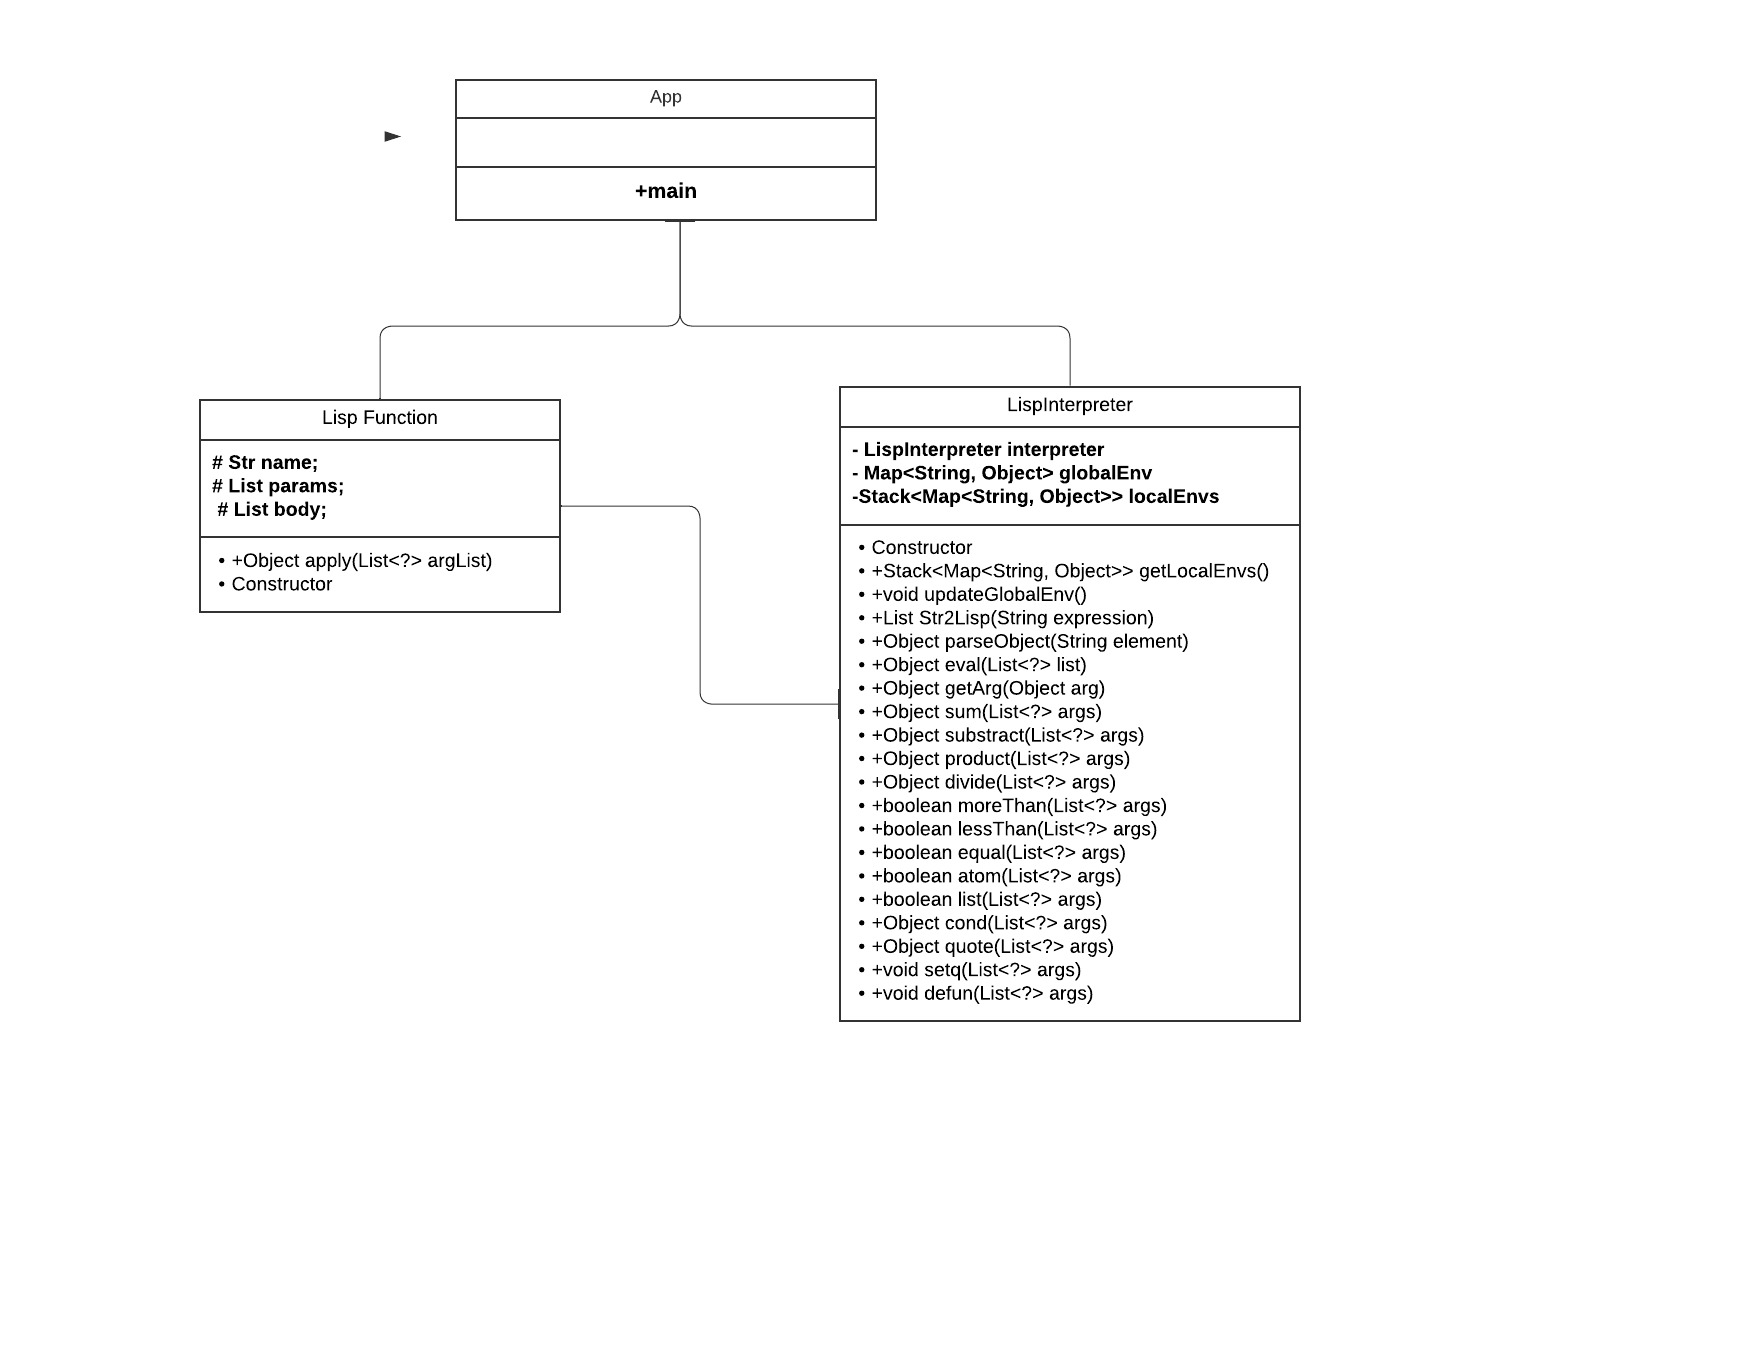 App
+main
Lisp Function
# Str name;
# List params;
# List body;
• +Object apply(List<?> argList)
• Constructor
LispInterpreter
- LispInterpreter interpreter
- Map<String, Object> globalEnv
-Stack<Map<String, Object>> localEnvs
• Constructor
• +Stack<Map<String, Object>> getLocalEnvs()
• +void updateGlobalEnv()
• +List Str2Lisp(String expression)
• +Object parseObject(String element)
• +Object eval(List<?> list)
• +Object getArg(Object arg)
• +Object sum(List<?> args)
• +Object substract(List<?> args)
• +Object product(List<?> args)
• +Object divide(List<?> args)
• +boolean moreThan(List<?> args)
• +boolean lessThan(List<?> args)
• +boolean equal(List<?> args)
• +boolean atom(List<?> args)
• +boolean list(List<?> args)
• +Object cond(List<?> args)
• +Object quote(List<?> args)
• +void setq(List<?> args)
• +void defun(List<?> args)